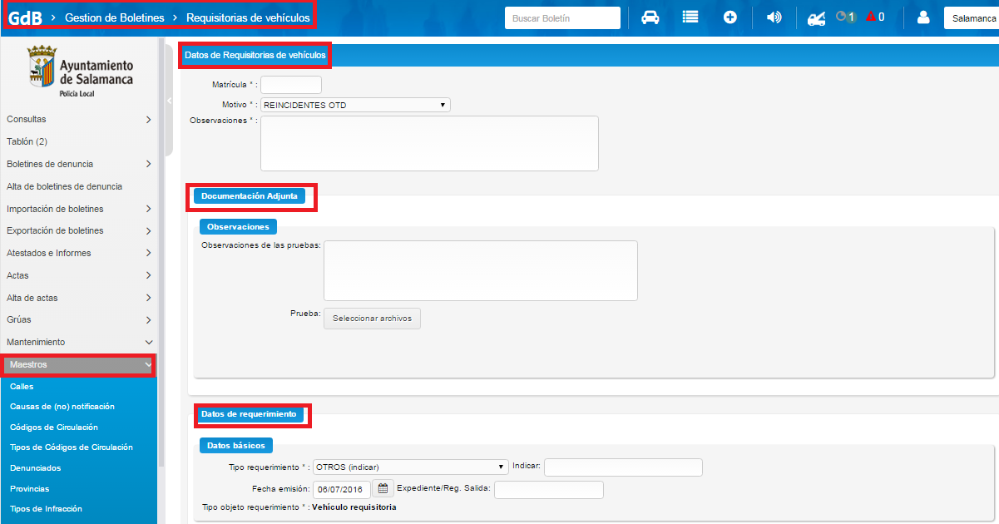 GdB > Gestion de Boletines > Requisitorias de vehículos
Buscar Boletín
1
0
Salamanca
Ayuntamiento
de Salamanca
Policía Local
Consultas
Tablón (2)
Boletines de denuncia
Alta de boletines de denuncia
Importación de boletines
Exportación de boletines
Atestados e Informes
Actas
Alta de actas
Grúas
Mantenimiento
Maestros
Calles
Causas de (no) notificación
Códigos de Circulación
Tipos de Códigos de Circulación
Denunciados
Provincias
Tipos de Infracción
Datos de Requisitorias de vehículos
Matrícula * :
Motivo * : REINCIDENTES OTD
Observaciones * :
Documentación Adjunta
Observaciones
Observaciones de las pruebas:
Prueba: Seleccionar archivos
Datos de requerimiento
Datos básicos
Tipo requerimiento * : OTROS (indicar) Indicar:
Fecha emisión: 06/07/2016 Expediente/Reg. Salida:
Tipo objeto requerimiento * : Vehículo requisitoria